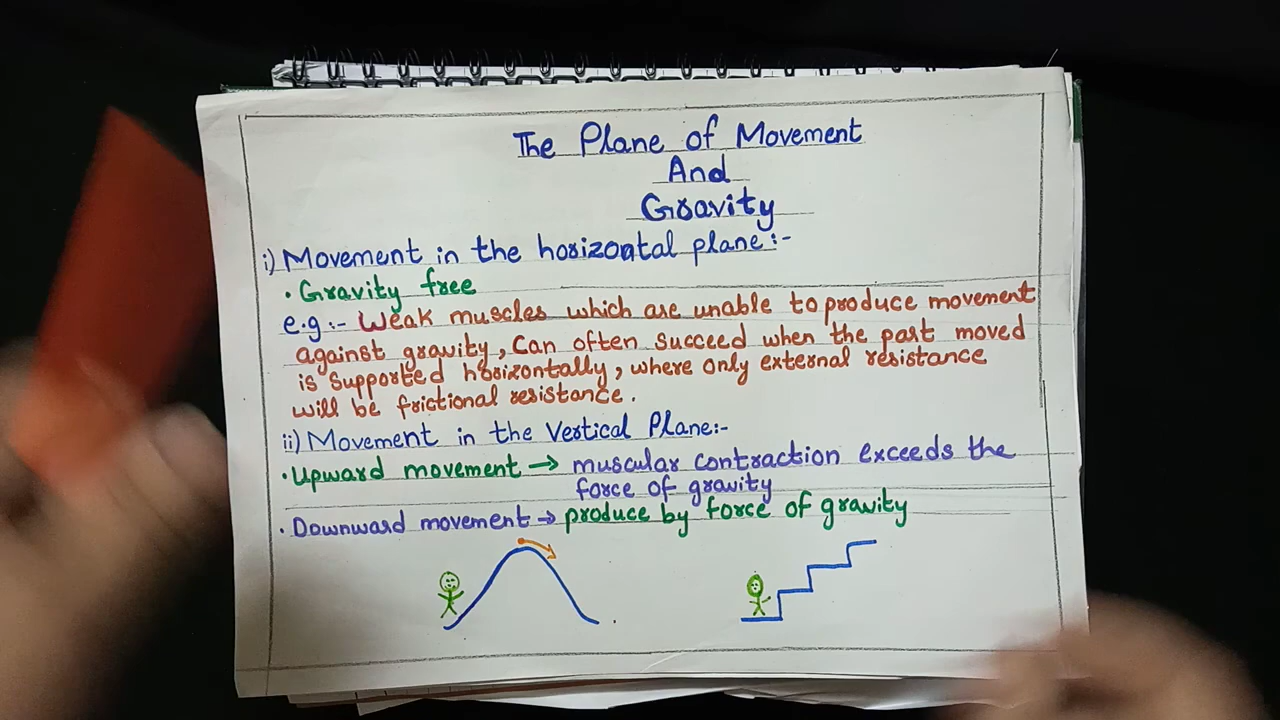 The Plane of Movement
And
Gravity
i) Movement in the horizontal plane:-
• Gravity free
e.g:- Weak muscles which are unable to produce movement
against gravity, Can often succeed when the part moved
is supported horizontally, where only external resistance
will be frictional resistance.
ii) Movement in the Vertical Plane:-
• Upward movement → muscular contraction exceeds the
force of gravity
• Downward movement → produce by force of gravity